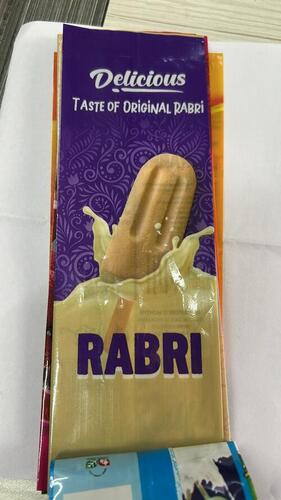 Delicious
TASTE OF ORIGINAL RABRI
RABRI